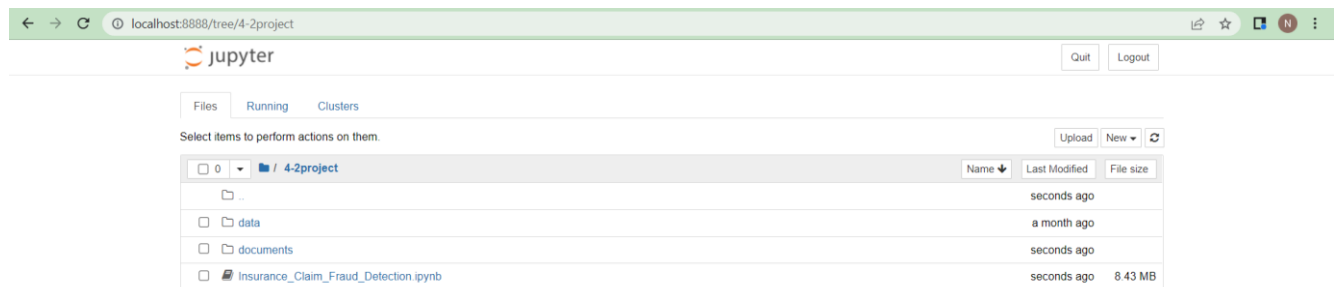 localhost:8888/tree/4-2project
N
jupyter
Quit Logout
Files Running Clusters
Select items to perform actions on them.
Upload New
0 / 4-2project Name Last Modified File size
.. seconds ago
data a month ago
documents seconds ago
Insurance_Claim_Fraud_Detection.ipynb seconds ago 8.43 MB